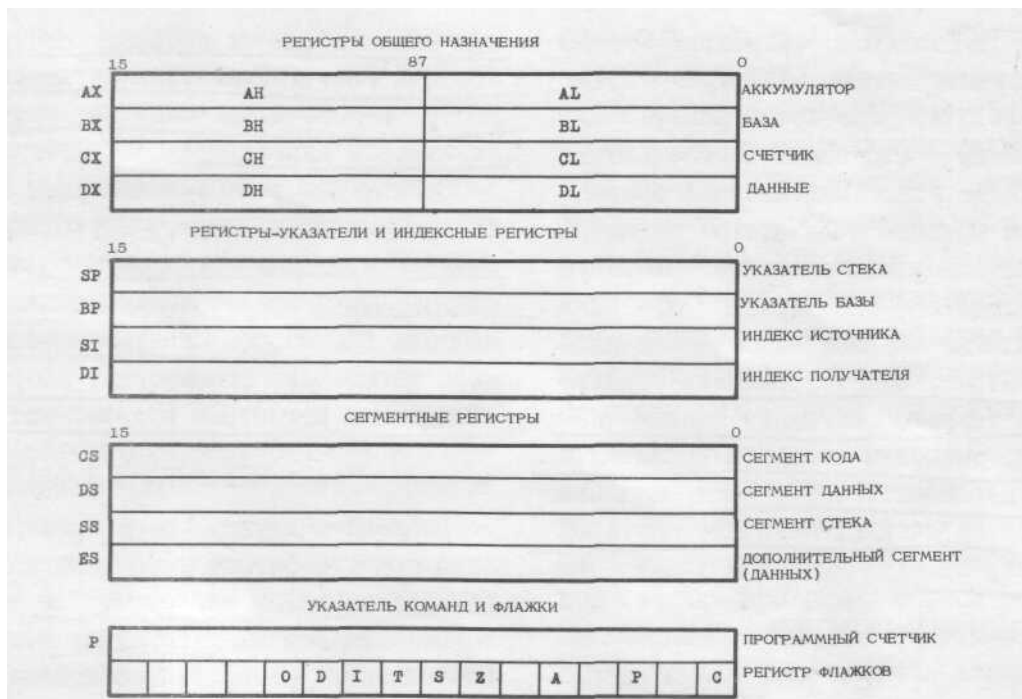 РЕГИСТРЫ ОБЩЕГО НАЗНАЧЕНИЯ
15 87 0
AX AH AL АККУМУЛЯТОР
BX BH BL БАЗА
CX CH CL СЧЕТЧИК
DX DH DL ДАННЫЕ
РЕГИСТРЫ-УКАЗАТЕЛИ И ИНДЕКСНЫЕ РЕГИСТРЫ
15 0
SP УКАЗАТЕЛЬ СТЕКА
BP УКАЗАТЕЛЬ БАЗЫ
SI ИНДЕКС ИСТОЧНИКА
DI ИНДЕКС ПОЛУЧАТЕЛЯ
СЕГМЕНТНЫЕ РЕГИСТРЫ
15 0
CS СЕГМЕНТ КОДА
DS СЕГМЕНТ ДАННЫХ
SS СЕГМЕНТ СТЕКА
ES ДОПОЛНИТЕЛЬНЫЙ СЕГМЕНТ
(ДАННЫХ)
УКАЗАТЕЛЬ КОМАНД И ФЛАЖКИ
P ПРОГРАММНЫЙ СЧЕТЧИК
O D I T S Z A P C РЕГИСТР ФЛАЖКОВ